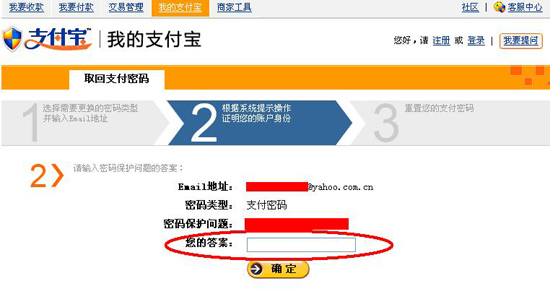 我要收款 我要付款 交易管理 我的支付宝 商家工具 社区 | 客服中心
支付宝™ 我的支付宝 您好，请 注册 或 登录 | 我要提问
取回支付密码
1 选择需要更换的密码类型 2 根据系统提示操作 3 重置您的支付密码
并输入Email地址 证明您的账户身份
2 请输入密码保护问题的答案：
Email地址： @yahoo.com.cn
密码类型： 支付密码
密码保护问题：
您的答案：
确 定